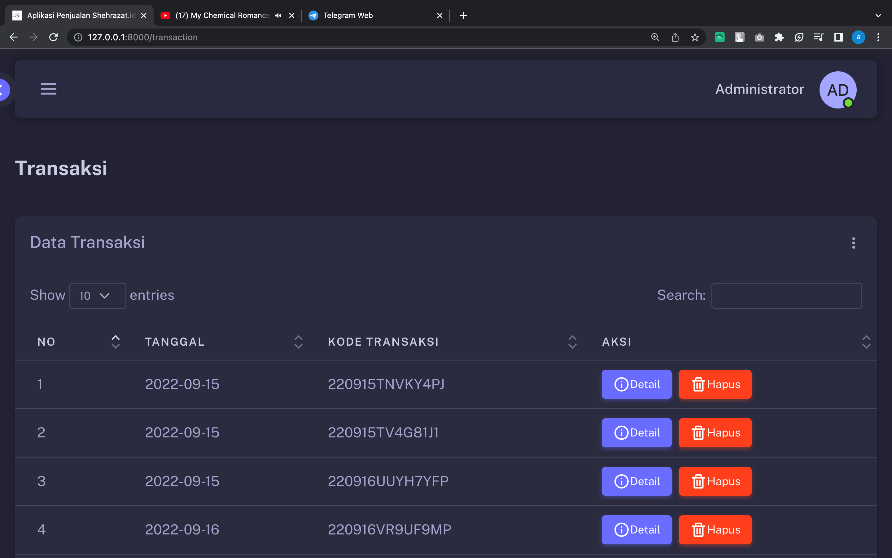 Aplikasi Penjualan Shehrazat.id
(17) My Chemical Romance
Telegram Web
127.0.0.1:8000/transaction
a
Administrator
AD
Transaksi
Data Transaksi
Show 10 entries
Search:
NO TANGGAL KODE TRANSAKSI AKSI
1 2022-09-15 220915TNVKY4PJ Detail Hapus
2 2022-09-15 220915TV4G81J1 Detail Hapus
3 2022-09-15 220916UUYH7YFP Detail Hapus
4 2022-09-16 220916VR9UF9MP Detail Hapus